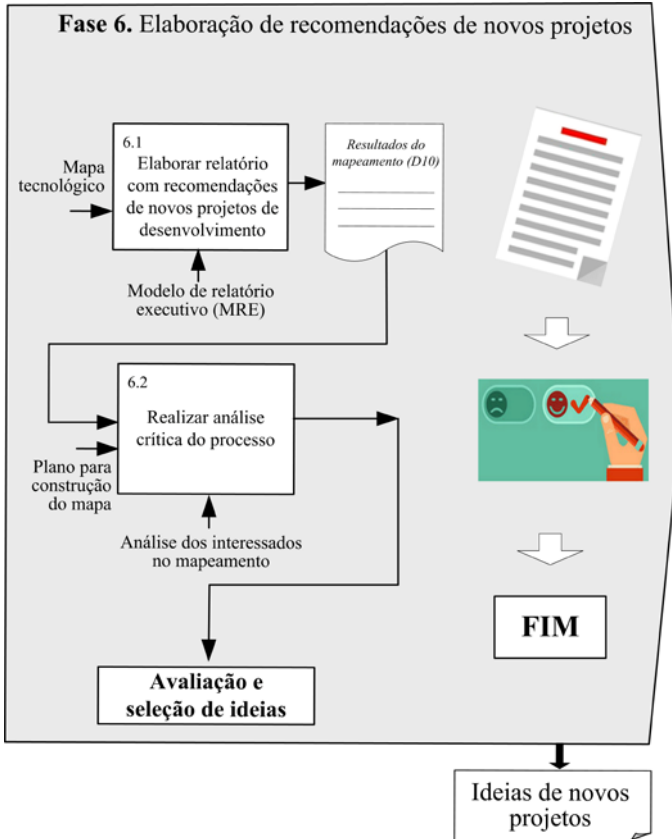 Fase 6. Elaboração de recomendações de novos projetos
6.1
Elaborar relatório
com recomendações
de novos projetos de
desenvolvimento
Mapa
tecnológico
Modelo de relatório
executivo (MRE)
Resultados do
mapeamento (D10)
6.2
Realizar análise
crítica do processo
Plano para
construção
do mapa
Análise dos interessados
no mapeamento
Avaliação e
seleção de ideias
FIM
Ideias de novos
projetos